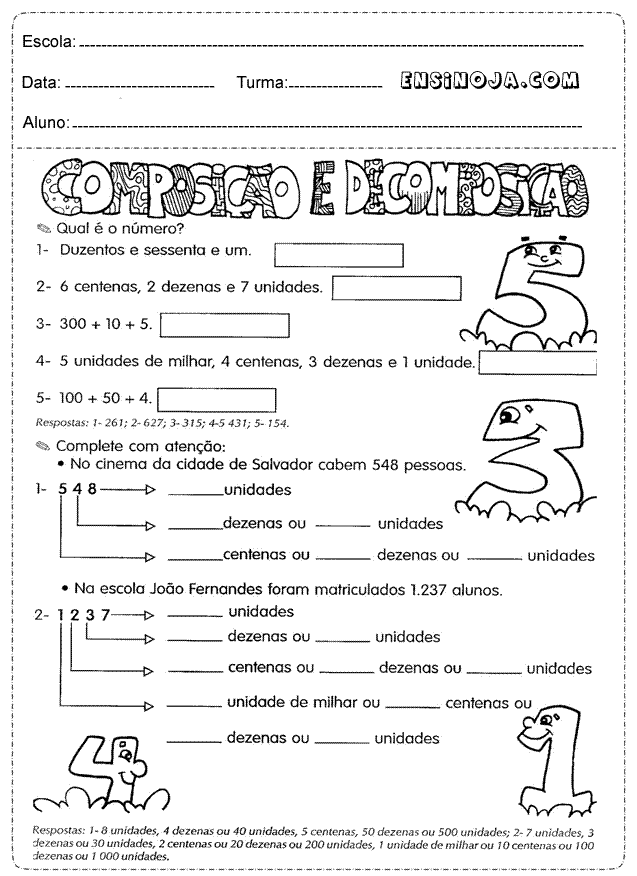 Escola:
Data: Turma: ENSINOJA.COM
Aluno:
COMPOSIÇÃO E DECOMPOSIÇÃO
Qual é o número?
1- Duzentos e sessenta e um.
2- 6 centenas, 2 dezenas e 7 unidades.
3- 300 + 10 + 5.
4- 5 unidades de milhar, 4 centenas, 3 dezenas e 1 unidade.
5- 100 + 50 + 4.
Respostas: 1- 261; 2- 627; 3- 315; 4-5 431; 5- 154.
Complete com atenção:
• No cinema da cidade de Salvador cabem 548 pessoas.
1- 5 4 8 ______unidades
______dezenas ou ______ unidades
______centenas ou ______ dezenas ou ______ unidades
• Na escola João Fernandes foram matriculados 1.237 alunos.
2- 1 2 3 7 ______ unidades
______ dezenas ou ______ unidades
______ centenas ou ______ dezenas ou ______ unidades
______ unidade de milhar ou ______ centenas ou
______ dezenas ou ______ unidades
5
3
4
1
Respostas: 1- 8 unidades, 4 dezenas ou 40 unidades, 5 centenas, 50 dezenas ou 500 unidades; 2- 7 unidades, 3
dezenas ou 30 unidades, 2 centenas ou 20 dezenas ou 200 unidades, 1 unidade de milhar ou 10 centenas ou 100
dezenas ou 1 000 unidades.